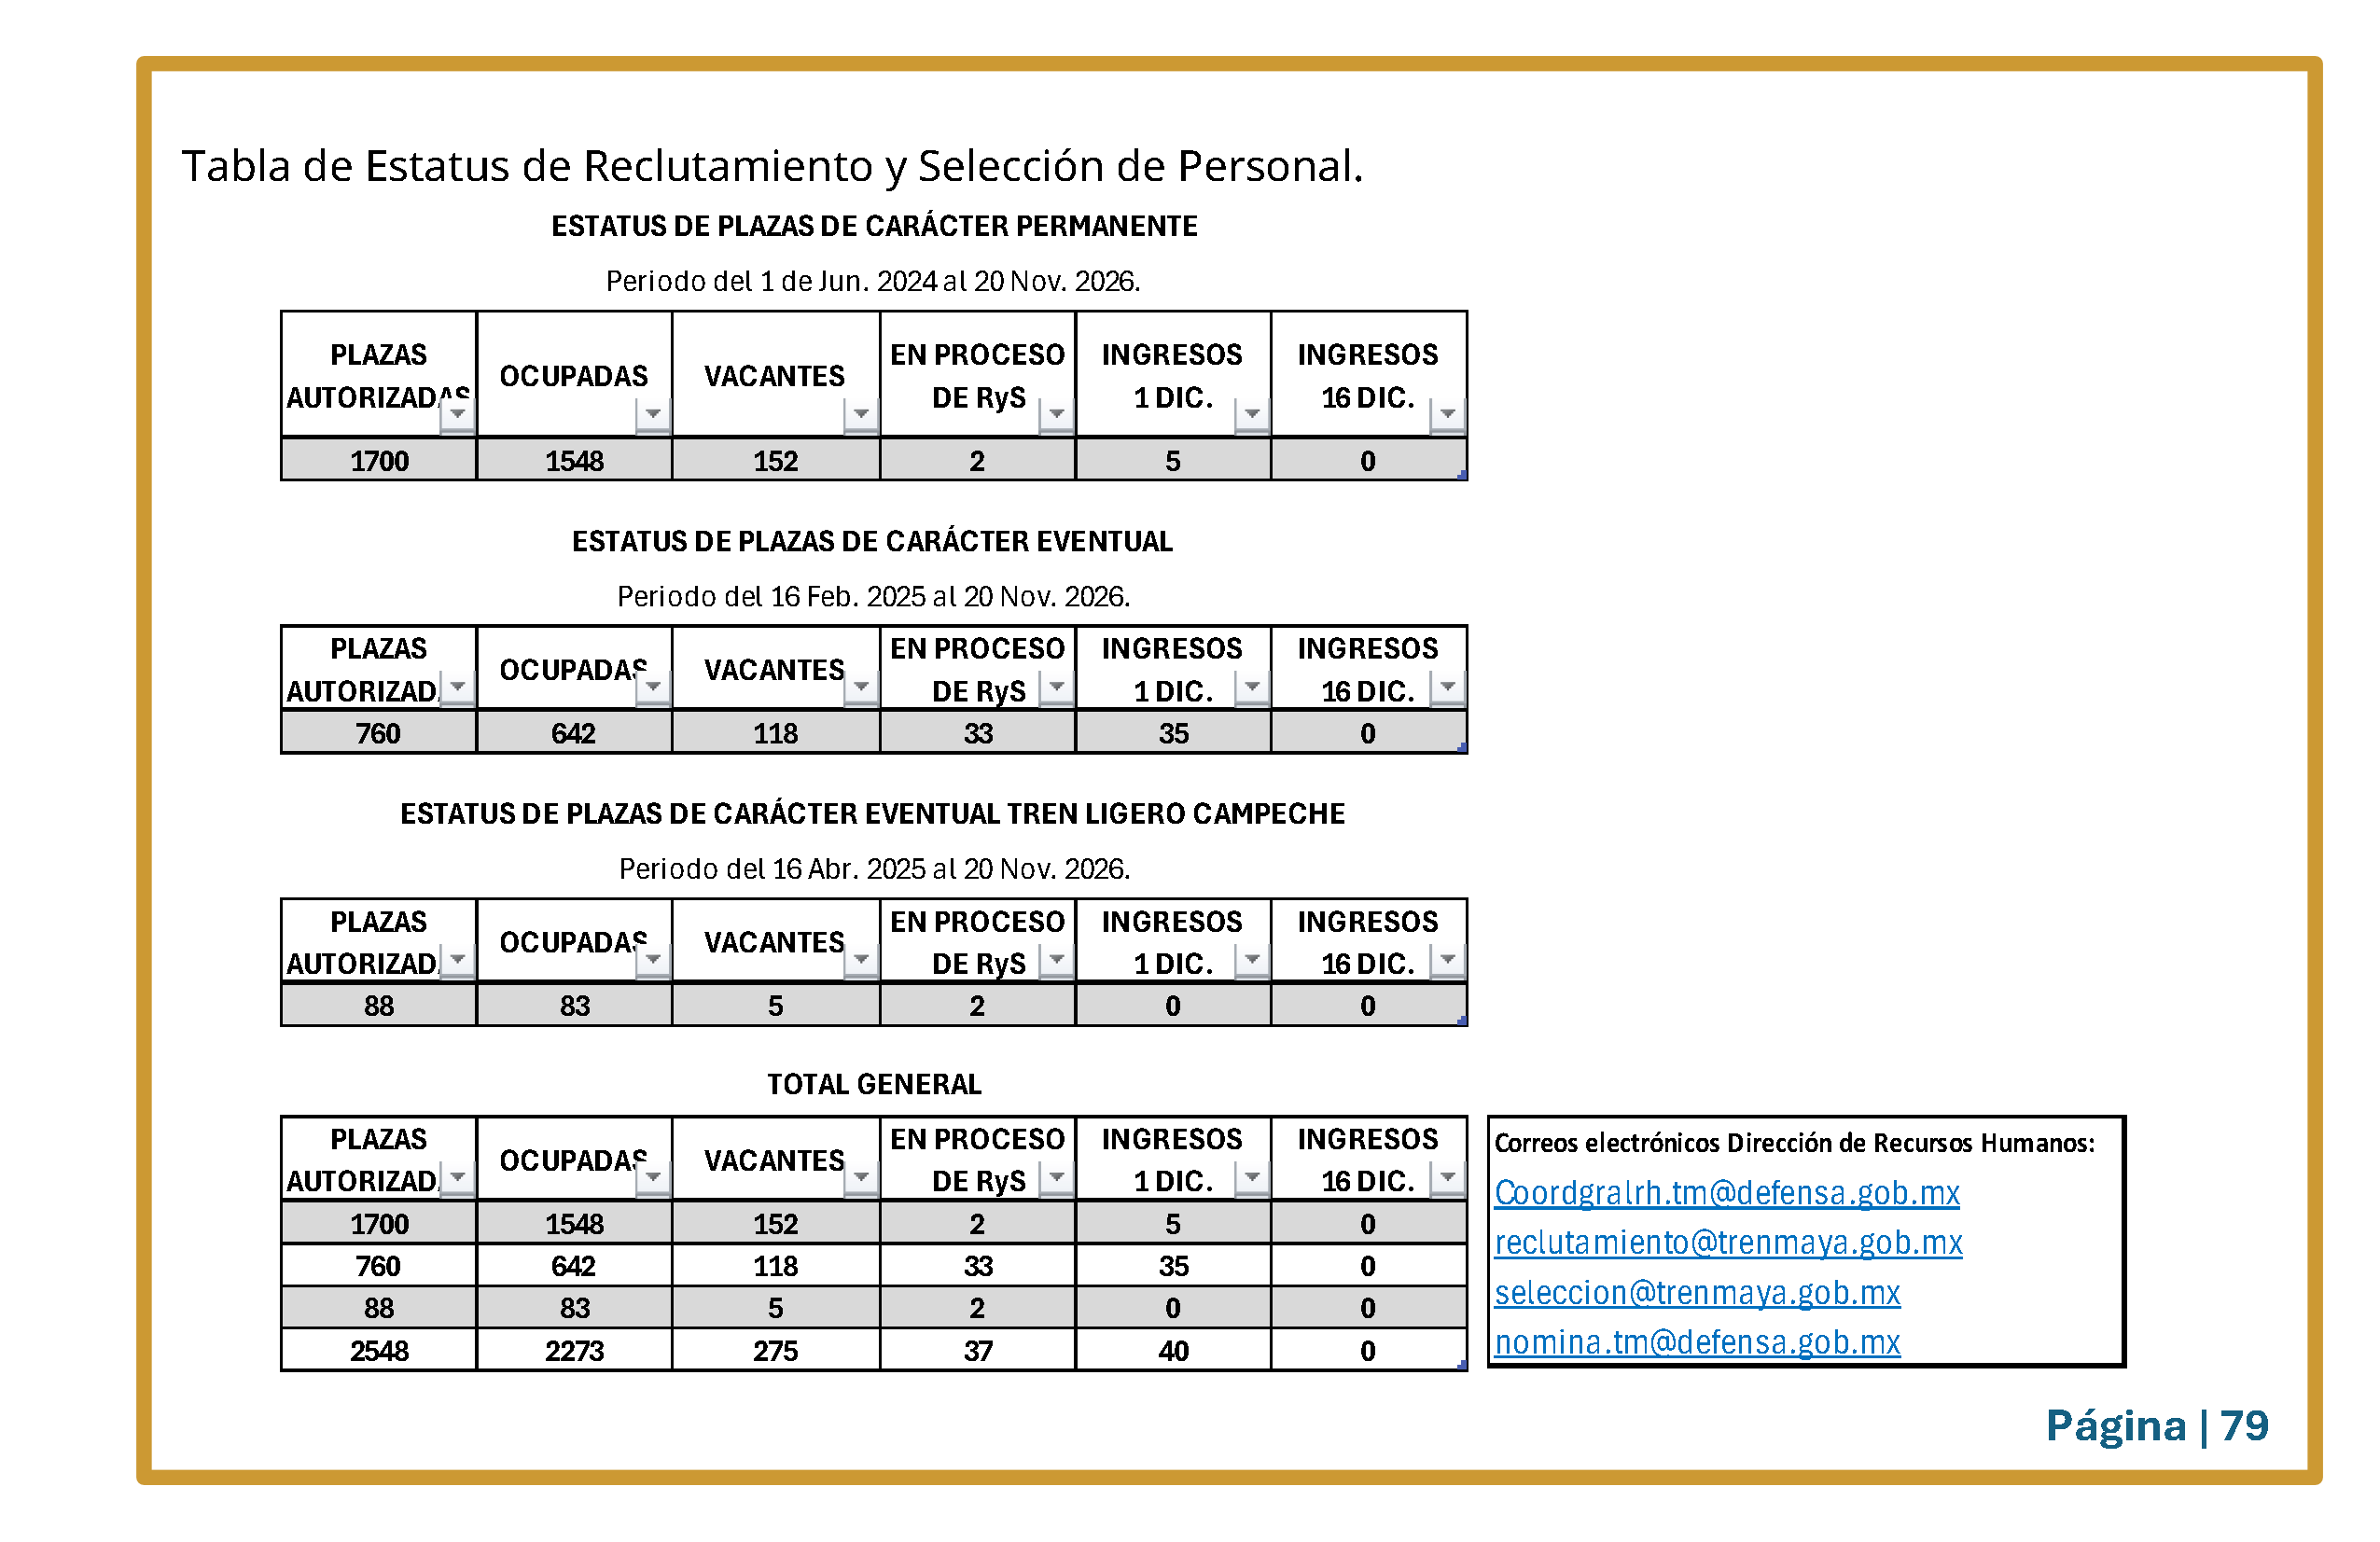 Tabla de Estatus de Reclutamiento y Selección de Personal.
ESTATUS DE PLAZAS DE CARÁCTER PERMANENTE
Periodo del 1 de Jun. 2024 al 20 Nov. 2026.
PLAZAS AUTORIZADAS OCUPADAS VACANTES EN PROCESO DE RyS INGRESOS 1 DIC. INGRESOS 16 DIC.
1700 1548 152 2 5 0
ESTATUS DE PLAZAS DE CARÁCTER EVENTUAL
Periodo del 16 Feb. 2025 al 20 Nov. 2026.
PLAZAS AUTORIZADA OCUPADAS VACANTES EN PROCESO DE RyS INGRESOS 1 DIC. INGRESOS 16 DIC.
760 642 118 33 35 0
ESTATUS DE PLAZAS DE CARÁCTER EVENTUAL TREN LIGERO CAMPECHE
Periodo del 16 Abr. 2025 al 20 Nov. 2026.
PLAZAS AUTORIZADA OCUPADAS VACANTES EN PROCESO DE RyS INGRESOS 1 DIC. INGRESOS 16 DIC.
88 83 5 2 0 0
TOTAL GENERAL
PLAZAS AUTORIZADA OCUPADAS VACANTES EN PROCESO DE RyS INGRESOS 1 DIC. INGRESOS 16 DIC.
1700 1548 152 2 5 0
760 642 118 33 35 0
88 83 5 2 0 0
2548 2273 275 37 40 0
Correos electrónicos Dirección de Recursos Humanos:
Coordgralrh.tm@defensa.gob.mx
reclutamiento@trenmaya.gob.mx
seleccion@trenmaya.gob.mx
nomina.tm@defensa.gob.mx
Página | 79